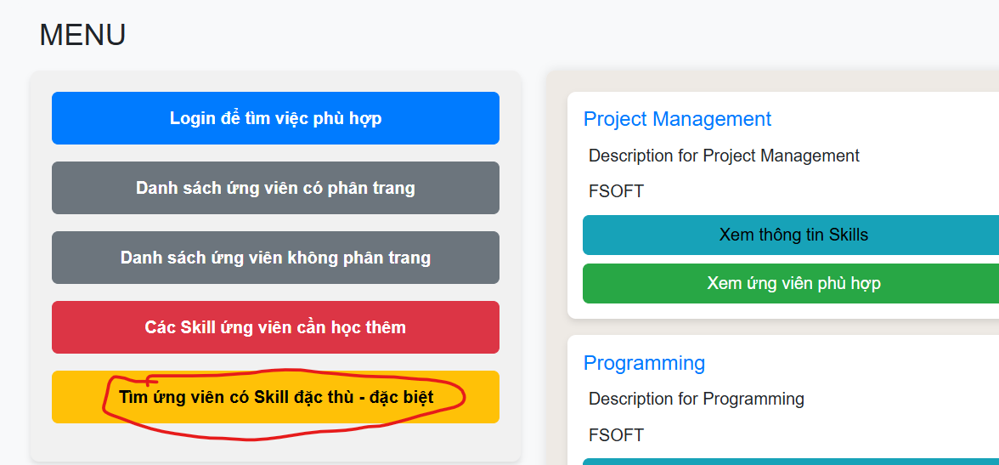 MENU
Login để tìm việc phù hợp
Danh sách ứng viên có phân trang
Danh sách ứng viên không phân trang
Các Skill ứng viên cần học thêm
Tìm ứng viên có Skill đặc thù - đặc biệt
Project Management
Description for Project Management
FSOFT
Xem thông tin Skills
Xem ứng viên phù hợp
Programming
Description for Programming
FSOFT